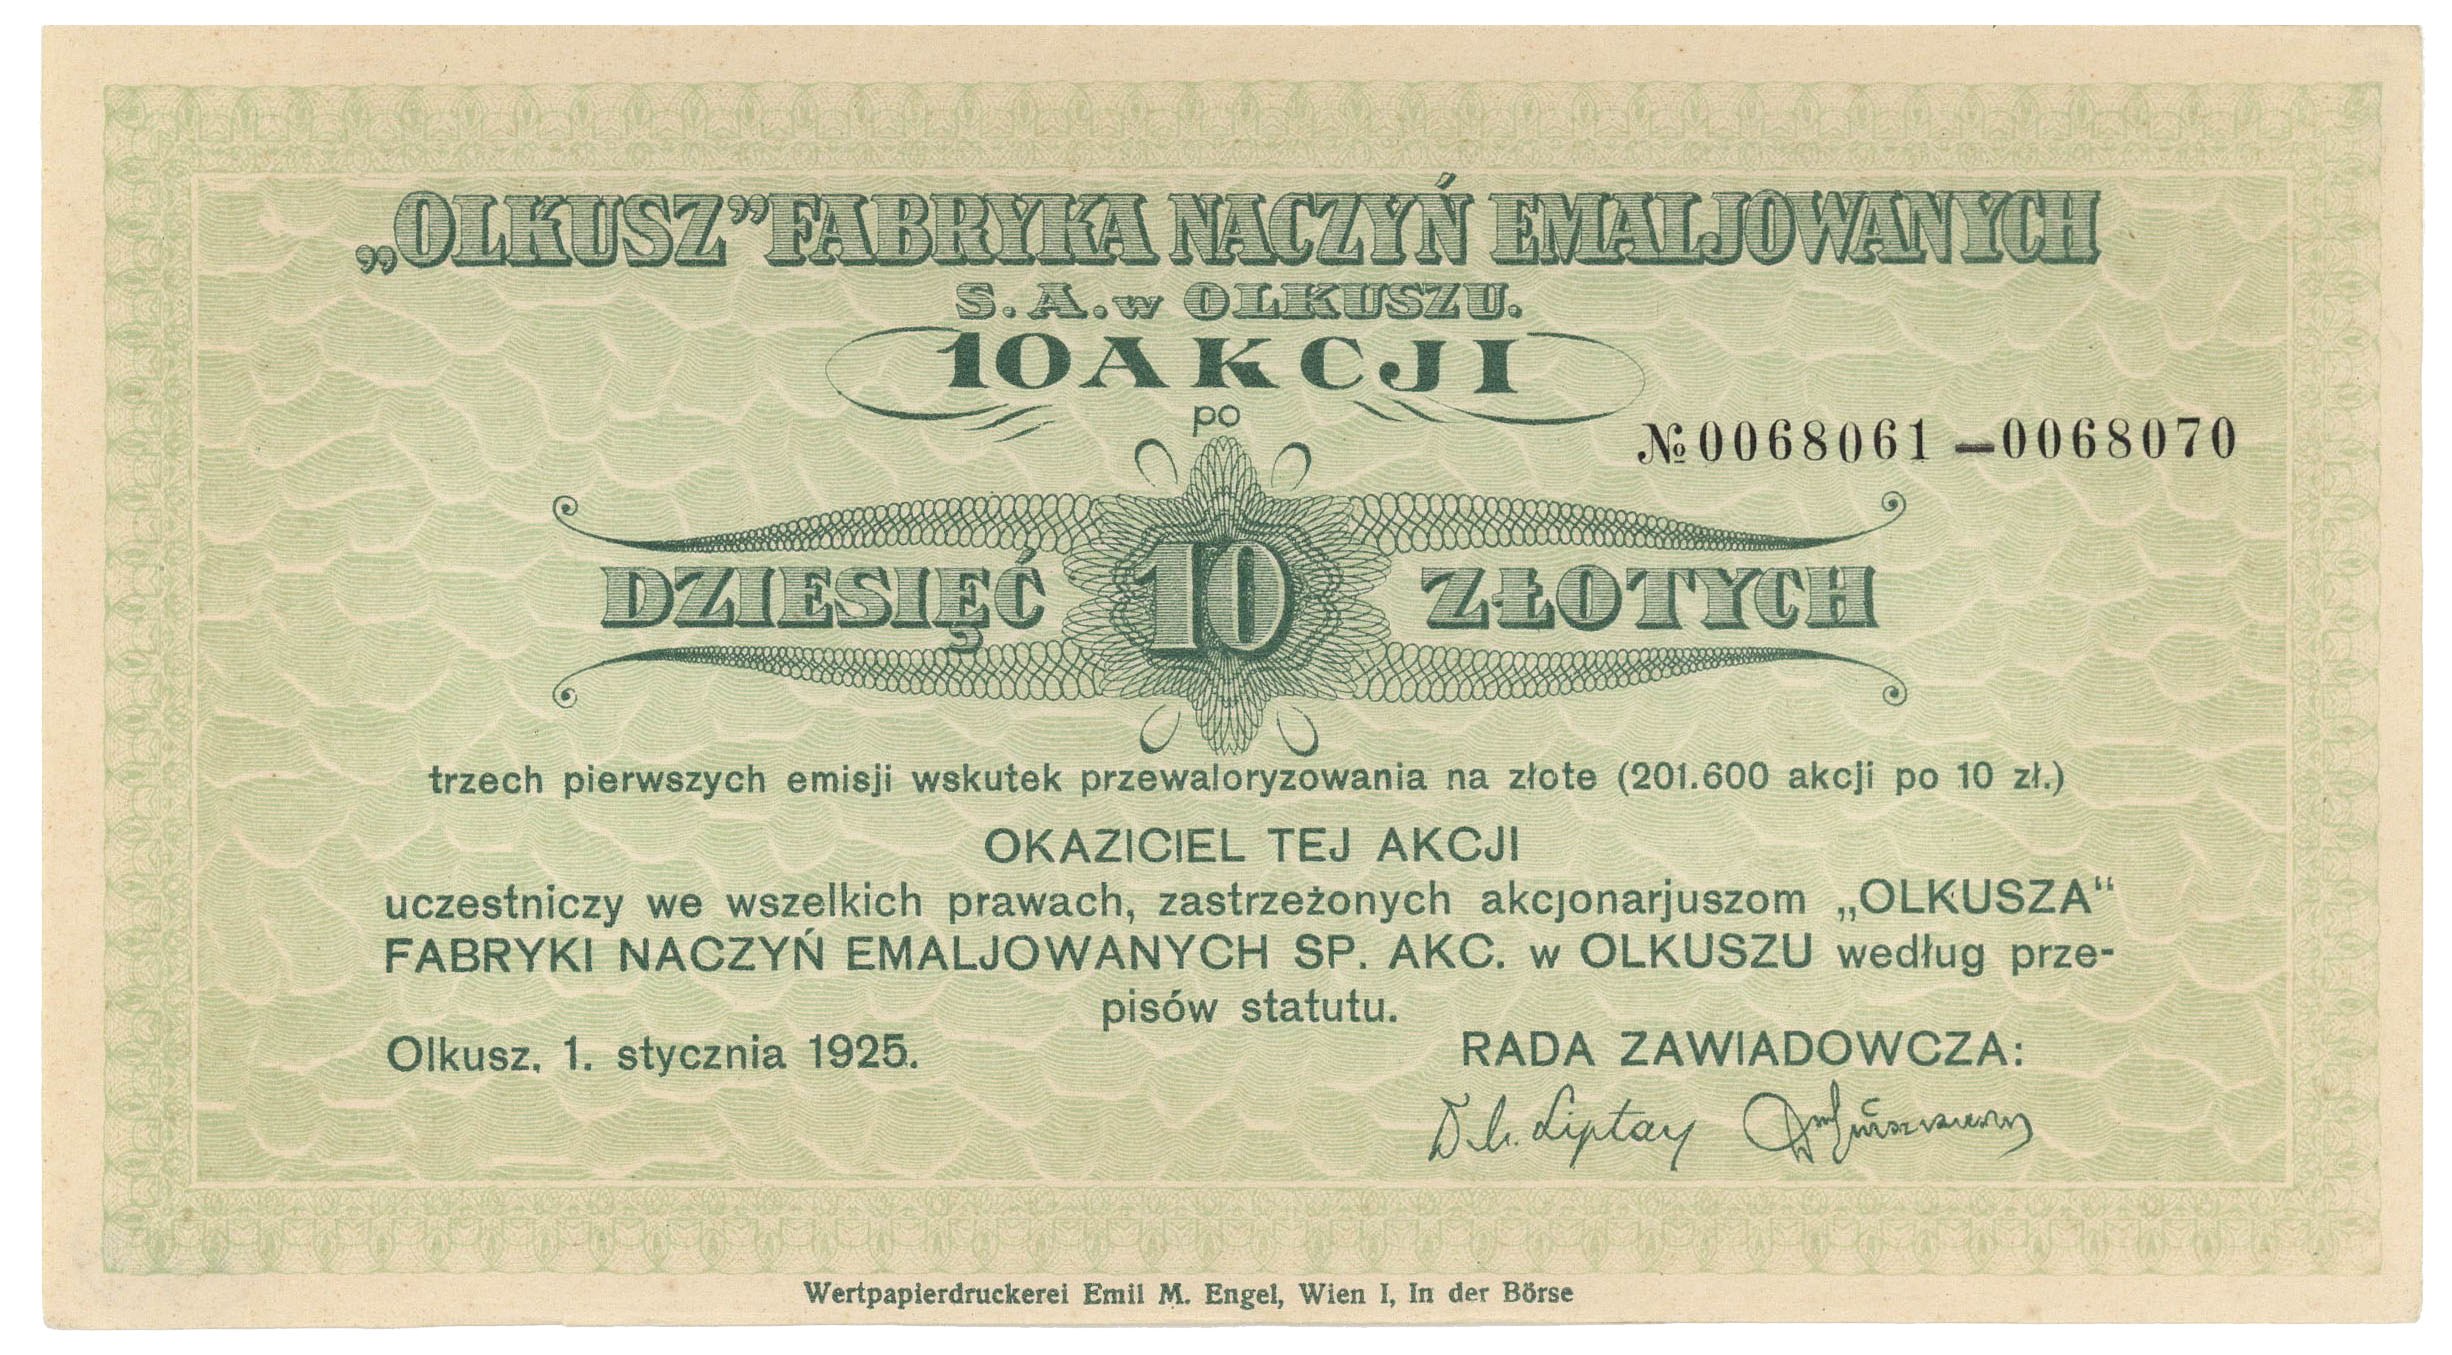 „OLKUSZ” FABRYKA NACZYŃ EMALJOWANYCH
S. A. w OLKUSZU.
10 AKCJI
po
№ 0068061 — 0068070
DZIESIĘĆ 10 ZŁOTYCH
trzech pierwszych emisji wskutek przewaloryzowania na złote (201.600 akcji po 10 zł.)
OKAZICIEL TEJ AKCJI
uczestniczy we wszelkich prawach, zastrzeżonych akcjonarjuszom „OLKUSZA“
FABRYKI NACZYŃ EMALJOWANYCH SP. AKC. w OLKUSZU według prze-
pisów statutu.
Olkusz, 1. stycznia 1925.
RADA ZAWIADOWCZA:
Liptay
Wertpapierdruckerei Emil M. Engel, Wien I, In der Börse